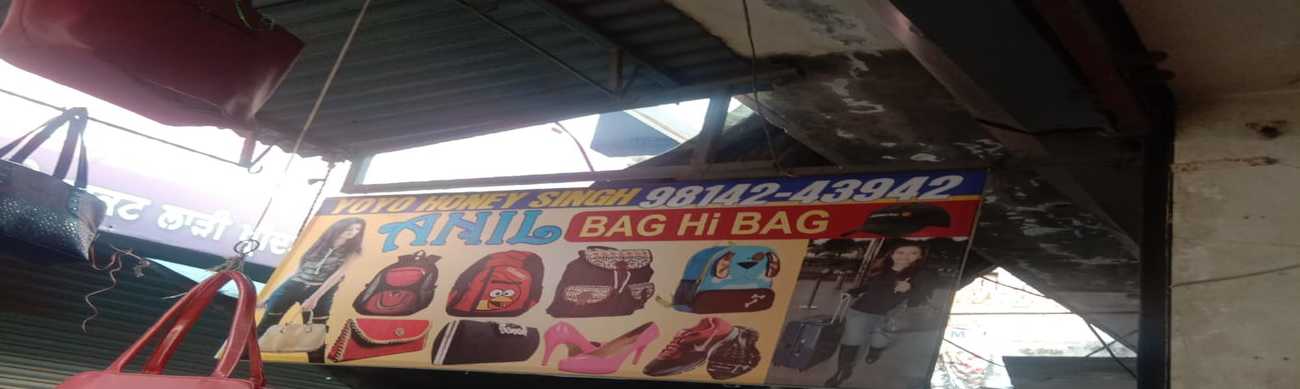 YOYO HONEY SINGH 98142-43942
ANIL BAG Hi BAG
ਲਾੜੀ